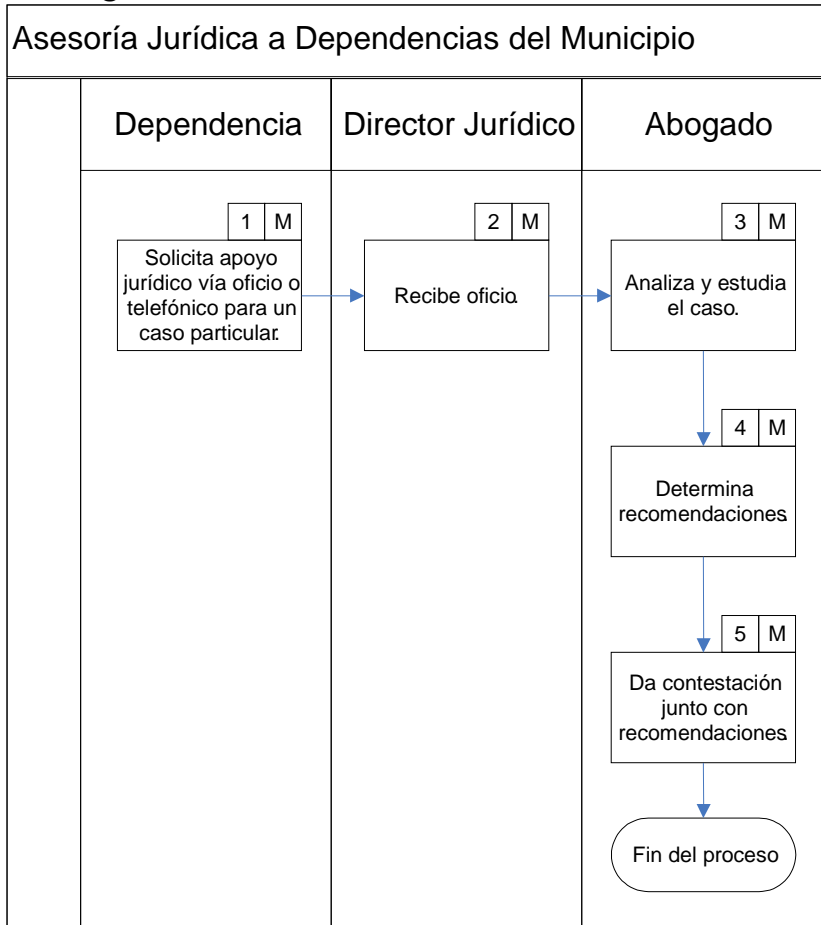 Asesoría Jurídica a Dependencias del Municipio
Dependencia
Director Jurídico
Abogado
1 M
Solicita apoyo
jurídico vía oficio o
telefónico para un
caso particular.
2 M
Recibe oficio.
3 M
Analiza y estudia
el caso.
4 M
Determina
recomendaciones.
5 M
Da contestación
junto con
recomendaciones.
Fin del proceso